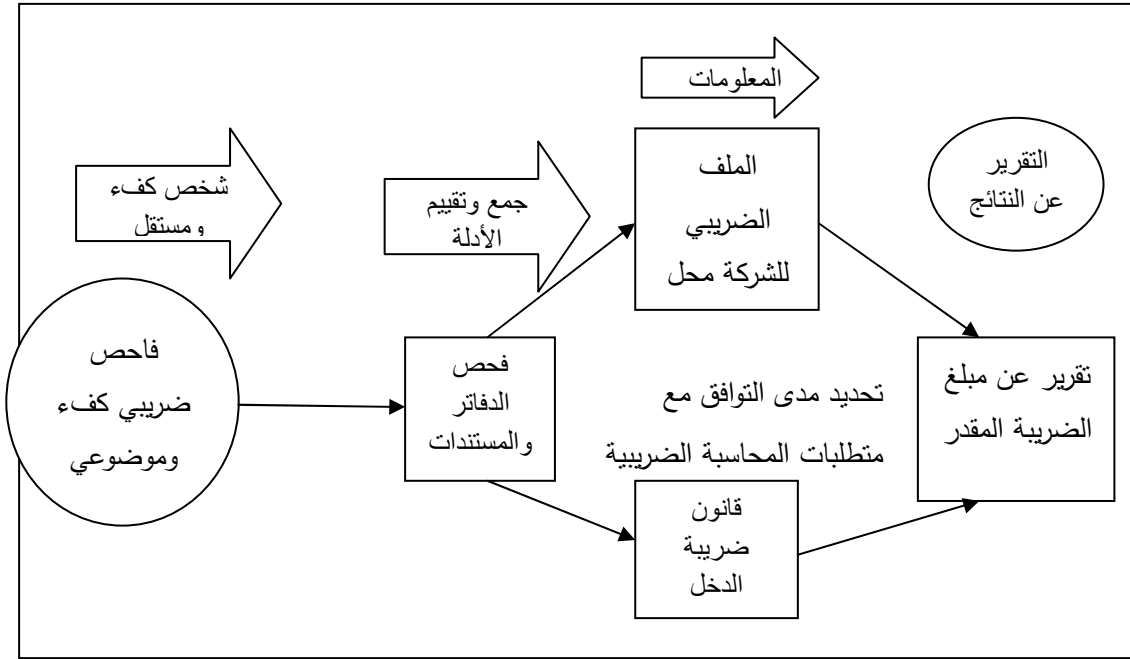 المعلومات
شخص كفء
ومستقل
جمع وتقييم
الأدلة
الملف
الضريبي
للشركة محل
التقرير
عن النتائج
فاحص
ضريبي كفء
وموضوعي
فحص
الدفاتر
والمستندات
تحديد مدى التوافق مع
متطلبات المحاسبة الضريبية
تقرير عن مبلغ
الضريبة المقدر
قانون
ضريبة
الدخل